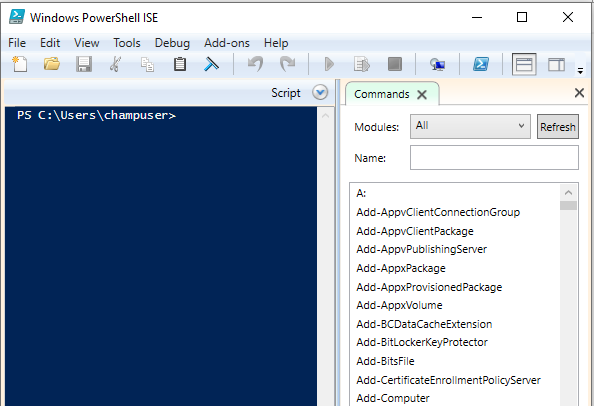 Windows PowerShell ISE
File Edit View Tools Debug Add-ons Help
Script
PS C:\Users\champuser>
Commands
Modules: All Refresh
Name:
A:
Add-AppvClientConnectionGroup
Add-AppvClientPackage
Add-AppvPublishingServer
Add-AppxPackage
Add-AppxProvisionedPackage
Add-AppxVolume
Add-BCDataCacheExtension
Add-BitLockerKeyProtector
Add-BitsFile
Add-CertificateEnrollmentPolicyServer
Add-Computer